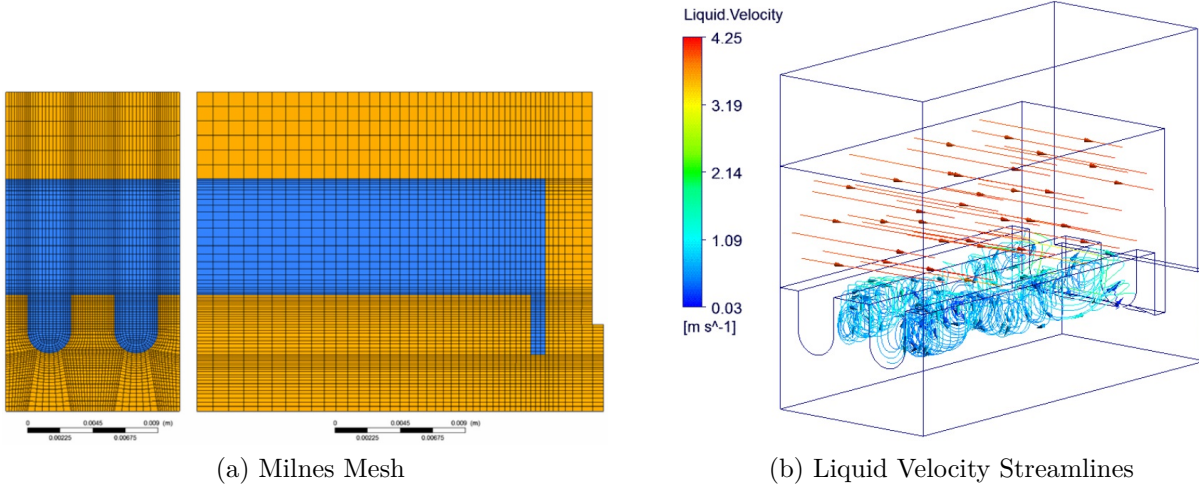 Liquid.Velocity
4.25
3.19
2.14
1.09
0.03
[m s^-1]
0 0.0045 0.009 (m)
0.00225 0.00675
0 0.0045 0.009 (m)
0.00225 0.00675
(a) Milnes Mesh
(b) Liquid Velocity Streamlines